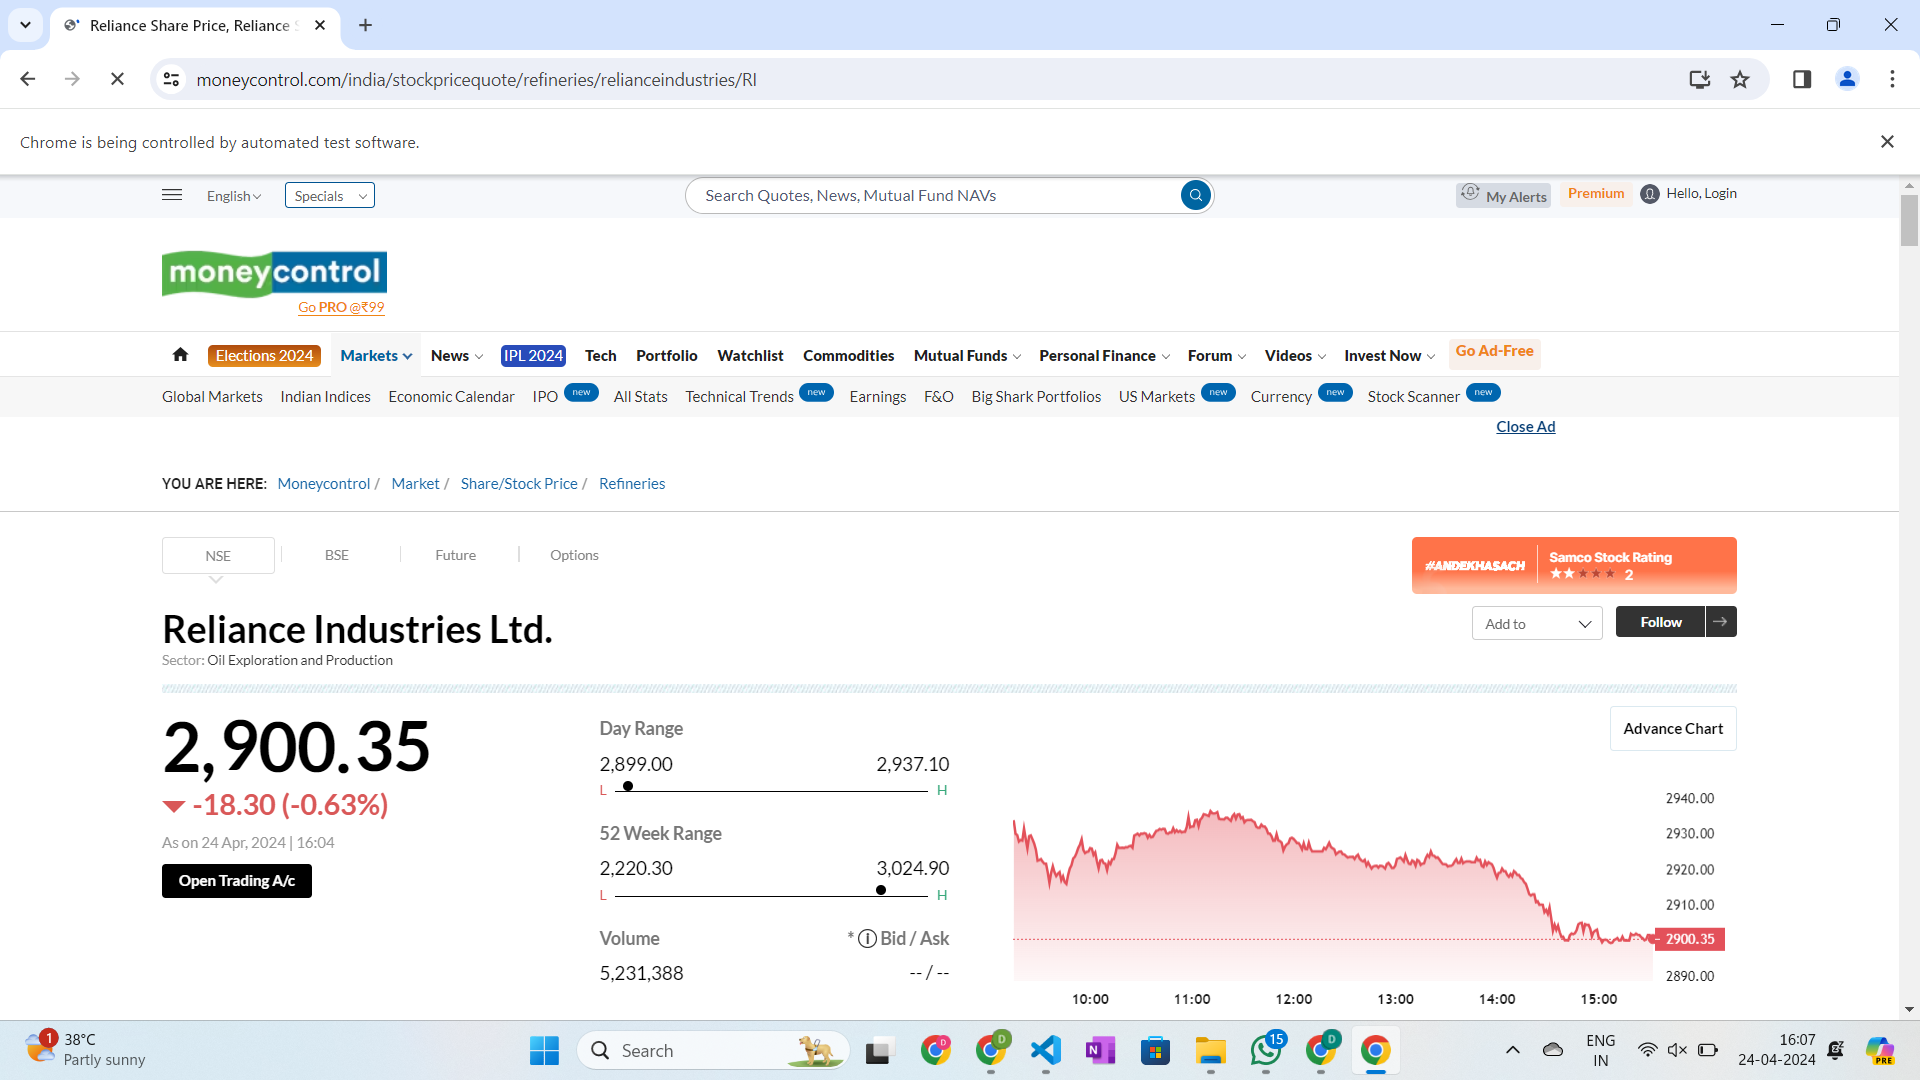 Reliance Share Price, Reliance S
moneycontrol.com/india/stockpricequote/refineries/relianceindustries/RI
Chrome is being controlled by automated test software.
English
Specials
Search Quotes, News, Mutual Fund NAVs
My Alerts
Premium
Hello, Login
moneycontrol
Go PRO @₹99
Elections 2024 Markets News IPL 2024 Tech Portfolio Watchlist Commodities Mutual Funds Personal Finance Forum Videos Invest Now Go Ad-Free
Global Markets Indian Indices Economic Calendar IPO new All Stats Technical Trends new Earnings F&O Big Shark Portfolios US Markets new Currency new Stock Scanner new
Close Ad
YOU ARE HERE: Moneycontrol / Market / Share/Stock Price / Refineries
NSE BSE Future Options
#ANDEKHASACH
Samco Stock Rating
2
Reliance Industries Ltd.
Sector: Oil Exploration and Production
Add to
Follow
2,900.35
-18.30 (-0.63%)
As on 24 Apr, 2024 | 16:04
Open Trading A/c
Day Range
2,899.00 2,937.10
L H
52 Week Range
2,220.30 3,024.90
L H
Volume * Bid / Ask
5,231,388 -- / --
Advance Chart
2940.00
2930.00
2920.00
2910.00
2900.35
2890.00
10:00 11:00 12:00 13:00 14:00 15:00
1
38°C
Partly sunny
Search
D
D
N
15
D
ENG
IN
16:07
24-04-2024
PRE